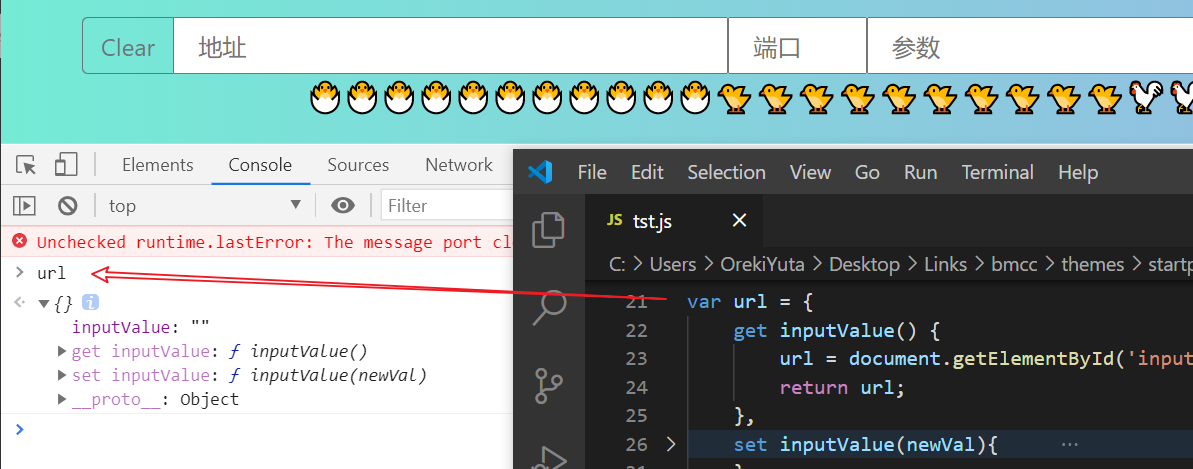 Clear 地址 端口 参数
Elements Console Sources Network
top Filter
Unchecked runtime.lastError: The message port
url
{} i
inputValue: ""
get inputValue: ƒ inputValue()
set inputValue: ƒ inputValue(newVal)
__proto__: Object
File Edit Selection View Go Run Terminal Help
JS tst.js
C: > Users > OrekiYuta > Desktop > Links > bmcc > themes >
21 var url = {
22 get inputValue() {
23 url = document.getElementById('input
24 return url;
25 },
26 set inputValue(newVal){ ⋯